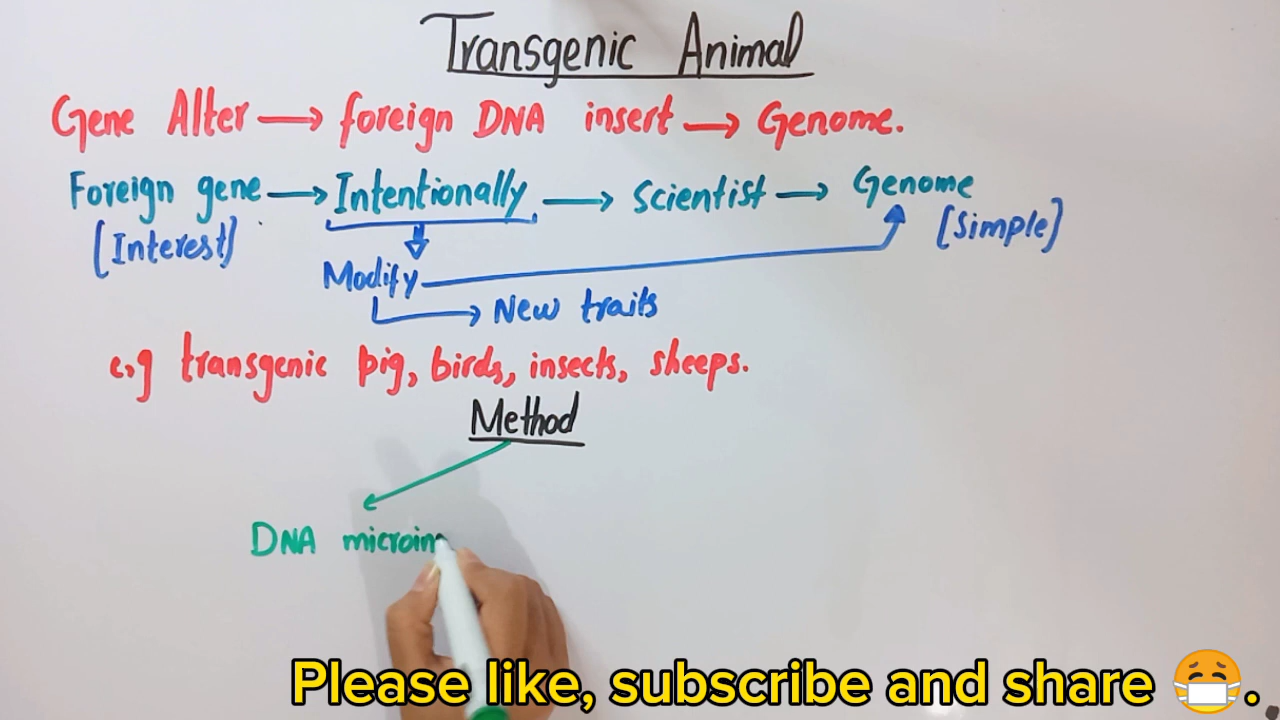 Transgenic Animal
Gene Alter → foreign DNA insert → Genome.
Foreign gene → Intentionally → Scientist → Genome
[Interest] [Simple]
Modify
New traits
e.g transgenic pig, birds, insects, sheeps.
Method
DNA microin
Please like, subscribe and share 😷.